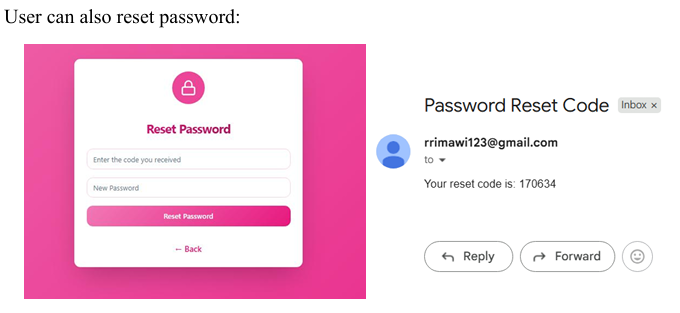 User can also reset password:
Reset Password
Enter the code you received
New Password
Reset Password
← Back
Password Reset Code
Inbox ×
rrimawi123@gmail.com
to
Your reset code is: 170634
Reply
Forward